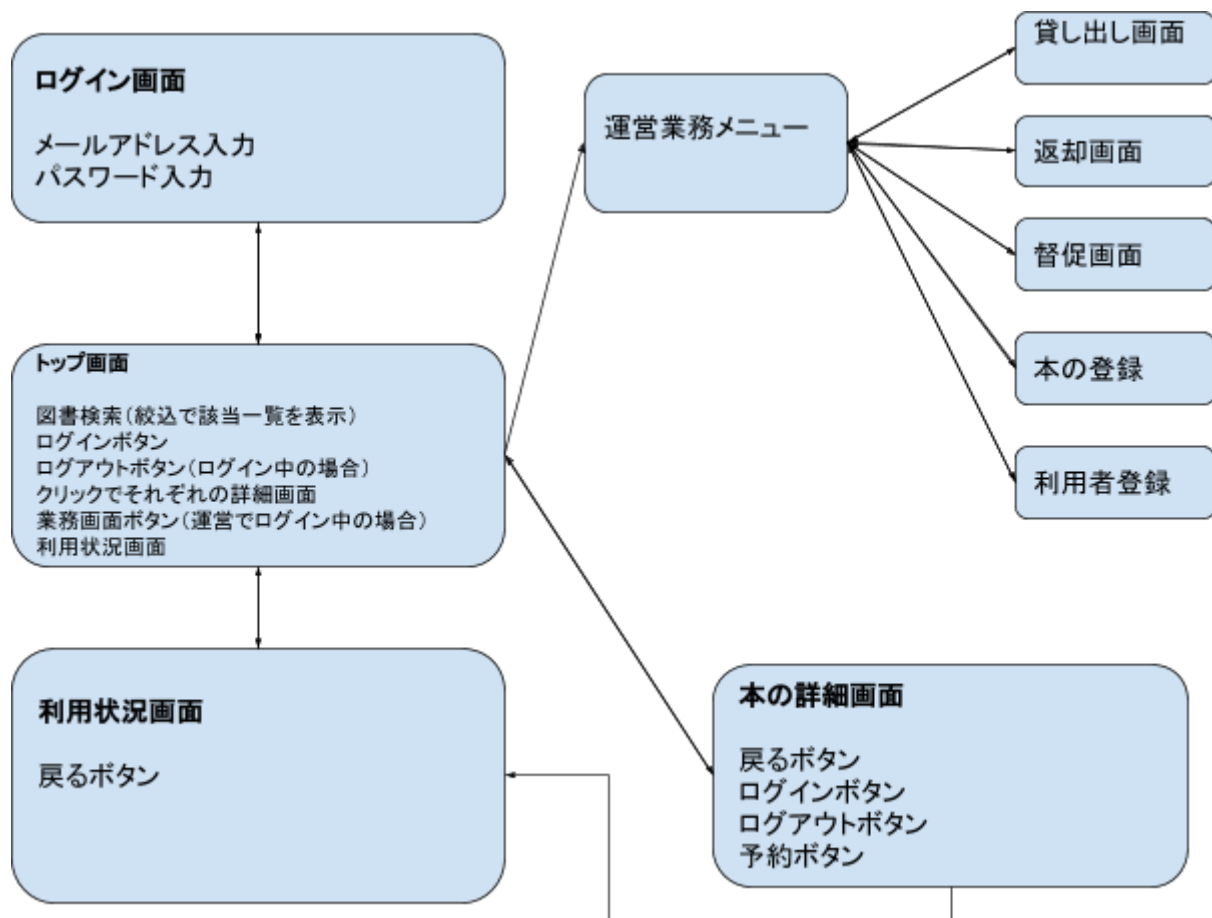 ログイン画面
メールアドレス入力
パスワード入力
トップ画面
図書検索（絞込で該当一覧を表示）
ログインボタン
ログアウトボタン（ログイン中の場合）
クリックでそれぞれの詳細画面
業務画面ボタン（運営でログイン中の場合）
利用状況画面
利用状況画面
戻るボタン
運営業務メニュー
貸し出し画面
返却画面
督促画面
本の登録
利用者登録
本の詳細画面
戻るボタン
ログインボタン
ログアウトボタン
予約ボタン